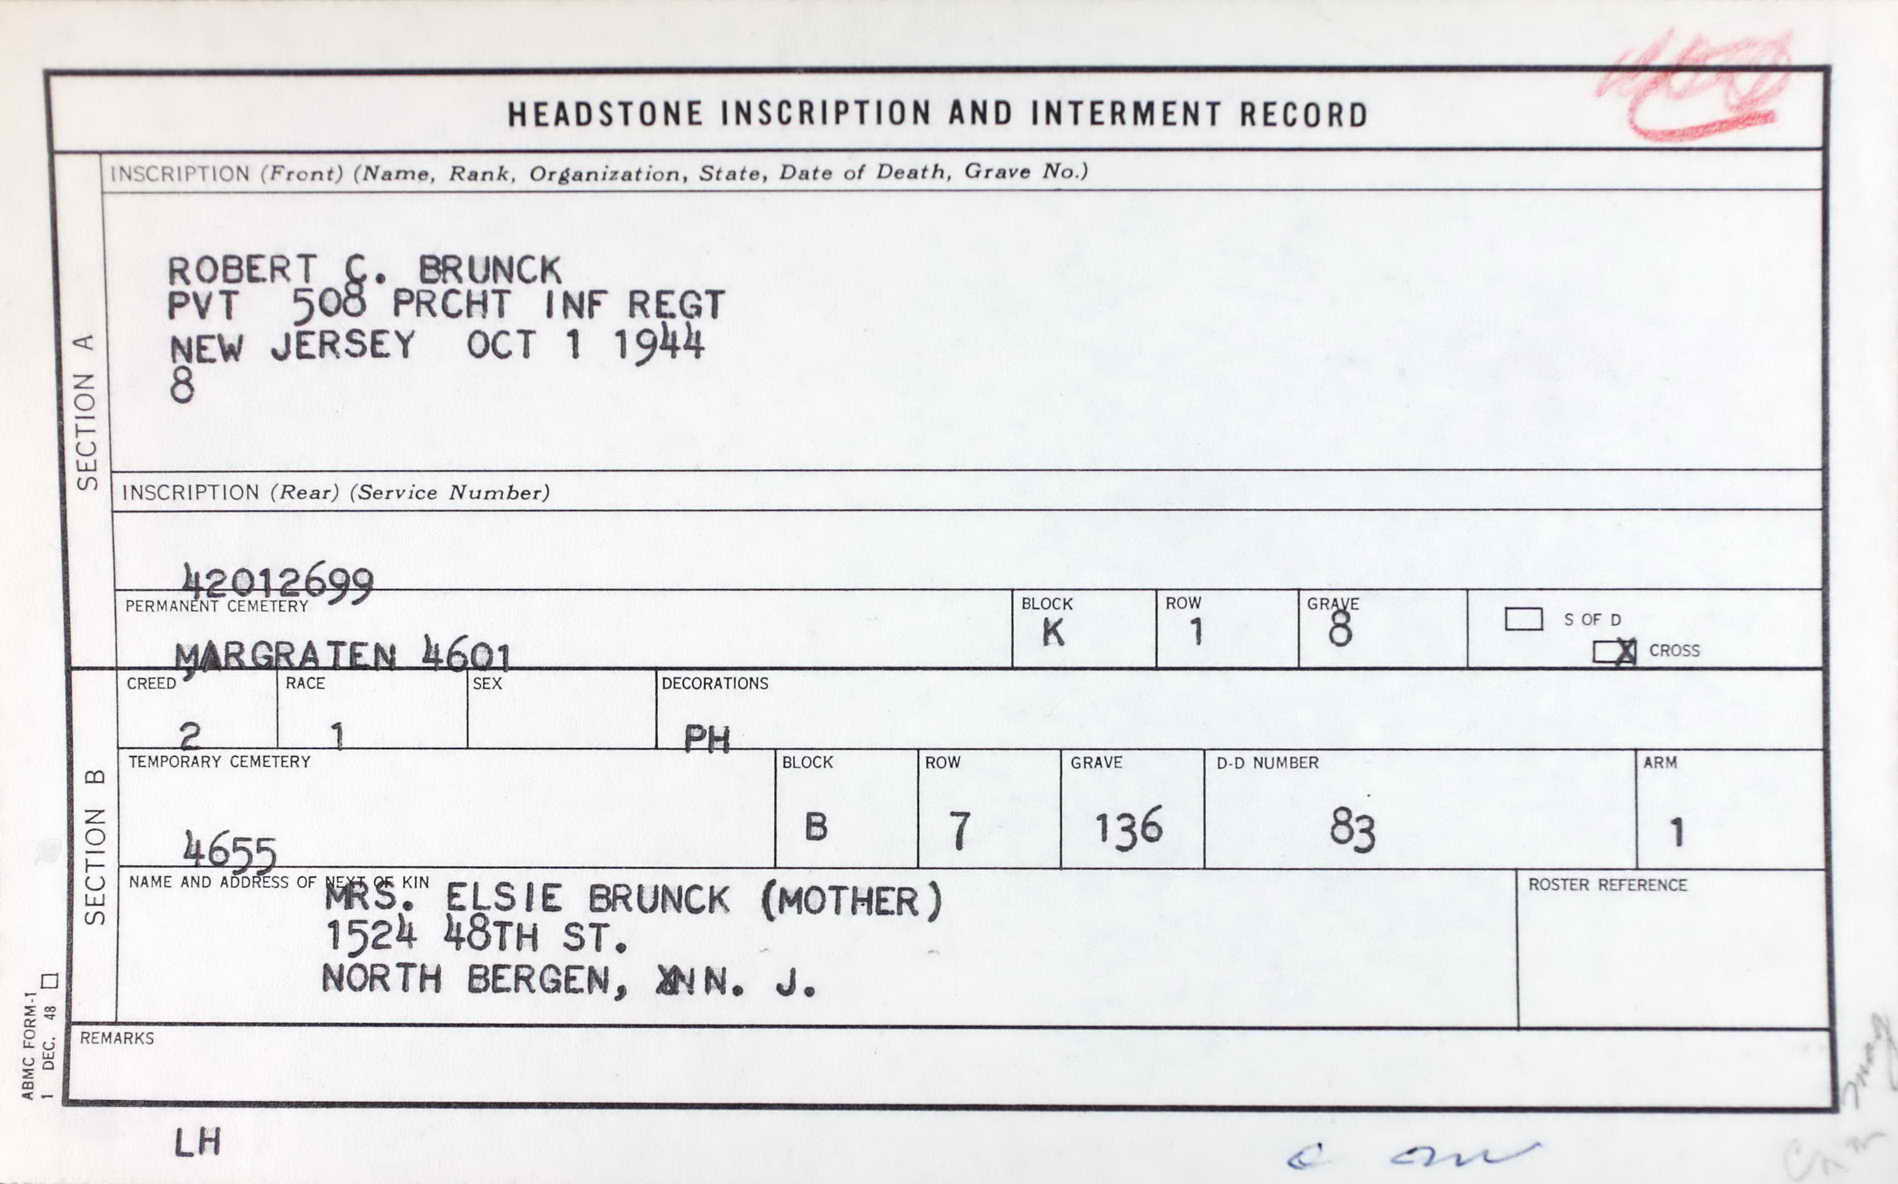 HEADSTONE INSCRIPTION AND INTERMENT RECORD
SECTION A
INSCRIPTION (Front) (Name, Rank, Organization, State, Date of Death, Grave No.)
ROBERT C. BRUNCK
PVT 508 PRCHT INF REGT
NEW JERSEY OCT 1 1944
8
INSCRIPTION (Rear) (Service Number)
42012699
PERMANENT CEMETERY BLOCK ROW GRAVE
MARGRATEN 4601 K 1 8
S OF D
X CROSS
SECTION B
CREED RACE SEX DECORATIONS
2 1 PH
TEMPORARY CEMETERY BLOCK ROW GRAVE D-D NUMBER ARM
4655 B 7 136 83 1
NAME AND ADDRESS OF NEXT OF KIN ROSTER REFERENCE
MRS. ELSIE BRUNCK (MOTHER)
1524 48TH ST.
NORTH BERGEN, N. J.
REMARKS
ABMC FORM-1
1 DEC. 48
LH